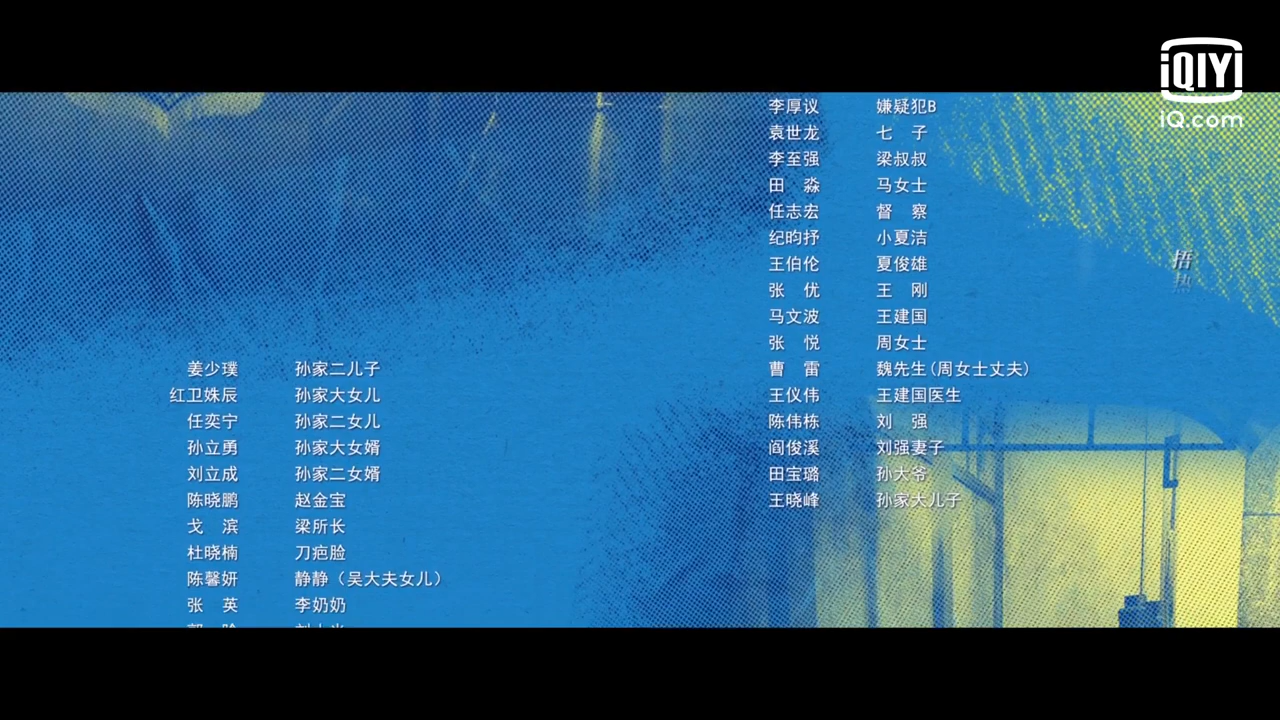 iQIYI
iQ.com
李厚议 嫌疑犯B
袁世龙 七 子
李至强 梁叔叔
田 淼 马女士
任志宏 督 察
纪昀抒 小夏洁
王伯伦 夏俊雄
张 优 王 刚
马文波 王建国
张 悦 周女士
曹 雷 魏先生(周女士丈夫)
王仪伟 王建国医生
陈伟栋 刘 强
阎俊溪 刘强妻子
田宝璐 孙大爷
王晓峰 孙家大儿子
姜少璞 孙家二儿子
红卫姝辰 孙家大女儿
任奕宁 孙家二女儿
孙立勇 孙家大女婿
刘立成 孙家二女婿
陈晓鹏 赵金宝
戈 滨 梁所长
杜晓楠 刀疤脸
陈馨妍 静静（吴大夫女儿）
张 英 李奶奶
捂
热